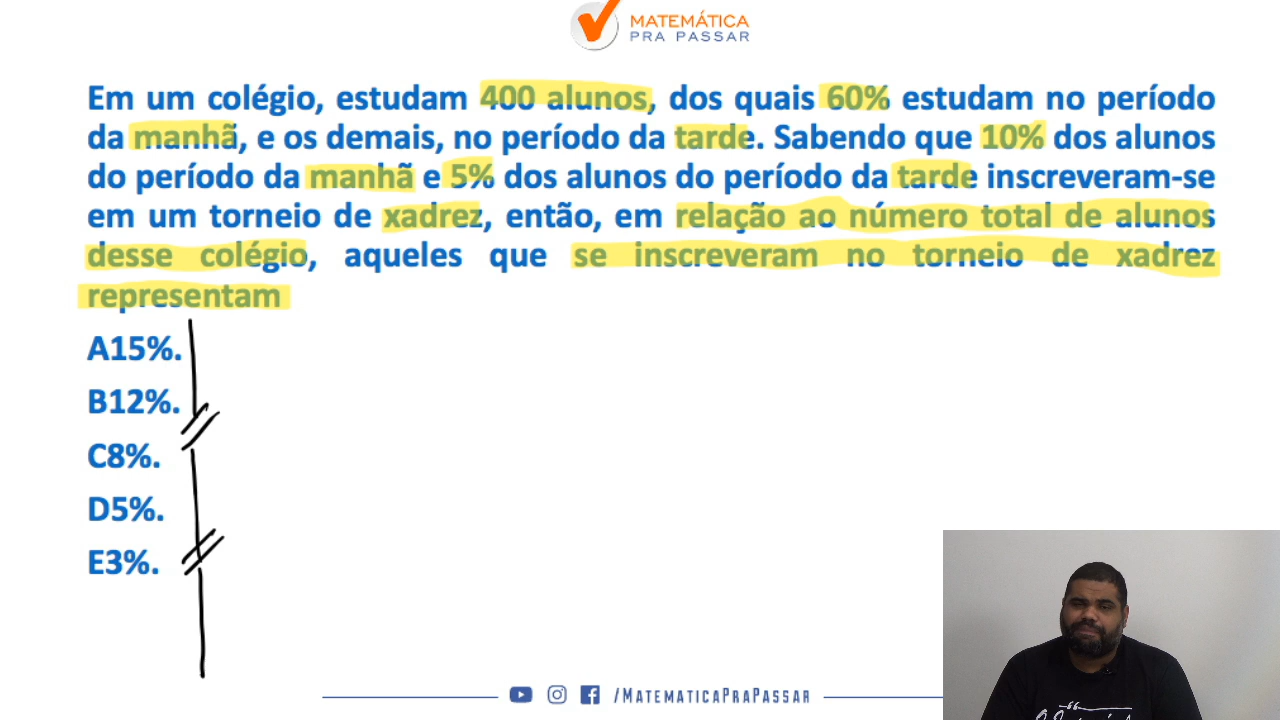 MATEMÁTICA
PRA PASSAR
Em um colégio, estudam 400 alunos, dos quais 60% estudam no período
da manhã, e os demais, no período da tarde. Sabendo que 10% dos alunos
do período da manhã e 5% dos alunos do período da tarde inscreveram-se
em um torneio de xadrez, então, em relação ao número total de alunos
desse colégio, aqueles que se inscreveram no torneio de xadrez
representam
A15%.
B12%.
C8%.
D5%.
E3%.
/MATEMATICAPRAPASSAR